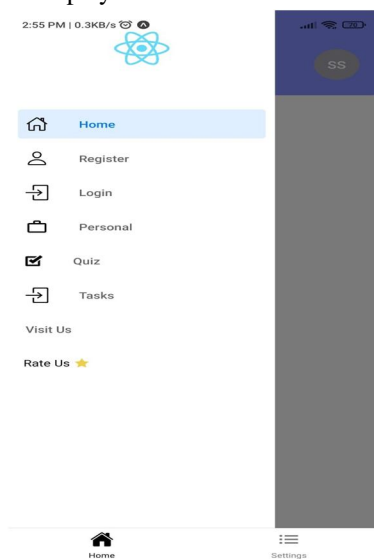 2:55 PM | 0.3KB/s
SS
Home
Register
Login
Personal
Quiz
Tasks
Visit Us
Rate Us ⭐
Home
Settings